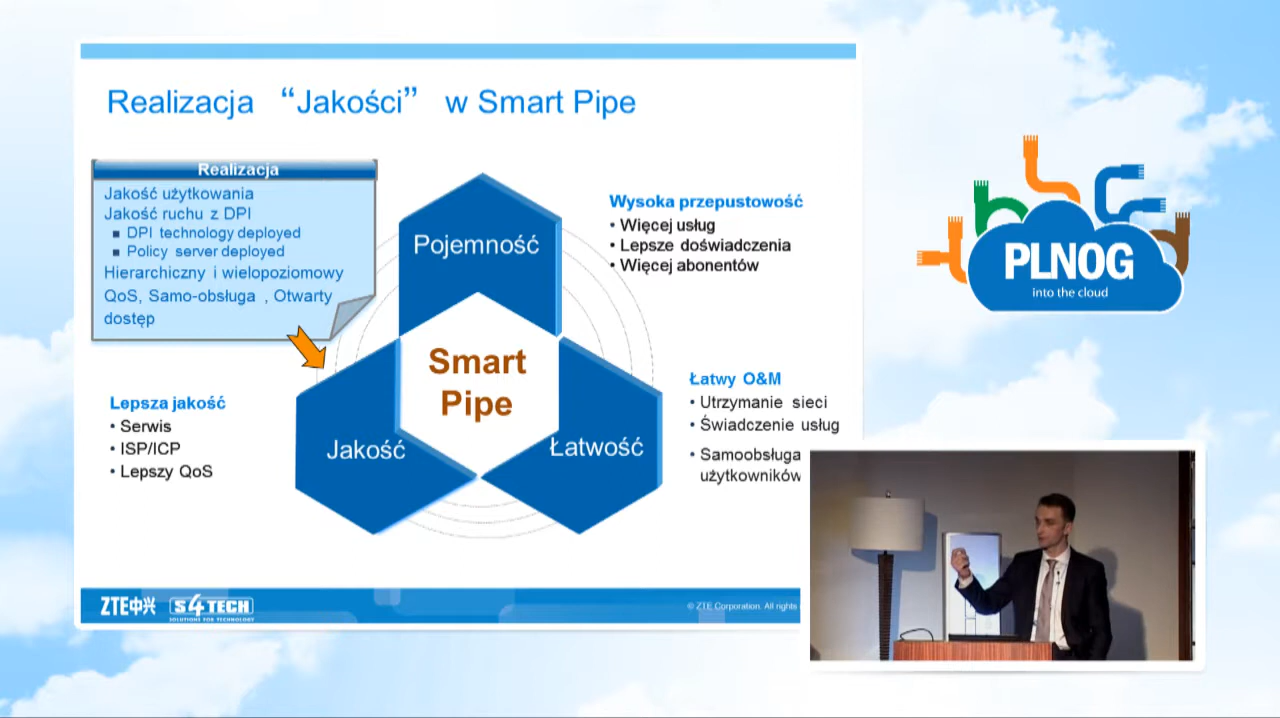 Realizacja “Jakości” w Smart Pipe
Realizacja
Jakość użytkowania
Jakość ruchu z DPI
▪ DPI technology deployed
▪ Policy server deployed
Hierarchiczny i wielopoziomowy
QoS, Samo-obsługa , Otwarty
dostęp
Pojemność
Wysoka przepustowość
• Więcej usług
• Lepsze doświadczenia
• Więcej abonentów
Smart
Pipe
Lepsza jakość
• Serwis
• ISP/ICP
• Lepszy QoS
Jakość
Łatwość
Łatwy O&M
• Utrzymanie sieci
• Świadczenie usług
• Samoobsługa
użytkowników
ZTE中兴
S4TECH
SOLUTIONS FOR TECHNOLOGY
© ZTE Corporation. All rights
PLNOG
into the cloud